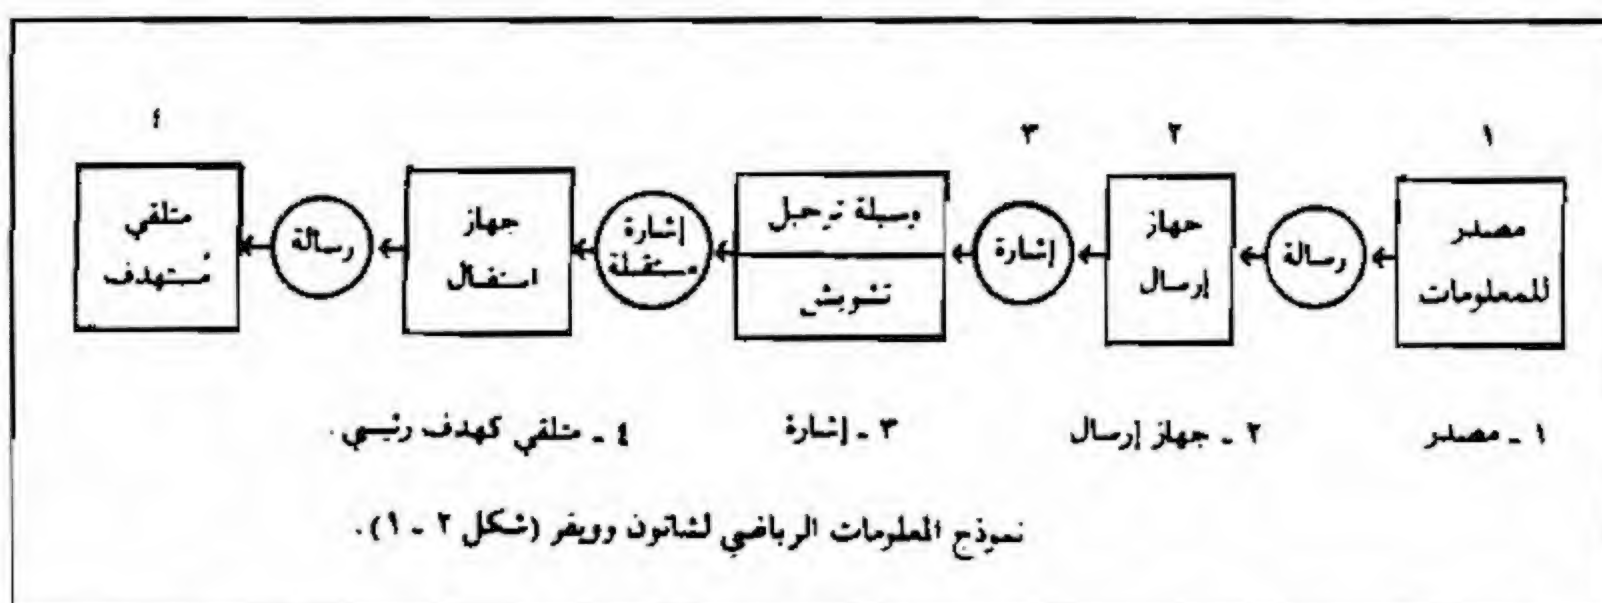 ١ ٢ ٣ ٤
مصدر
للمعلومات
رسالة
جهاز
إرسال
إشارة
وسيلة ترحيل
تشويش
إشارة
مستقبلة
جهاز
استقبال
رسالة
متلقي
مُستهدف
١ ـ مصدر ٢ ـ جهاز إرسال ٣ ـ إشارة ٤ ـ متلقي كهدف رئيسي.
نموذج المعلومات الرياضي لشانون وويفر (شكل ٢ ـ ١).